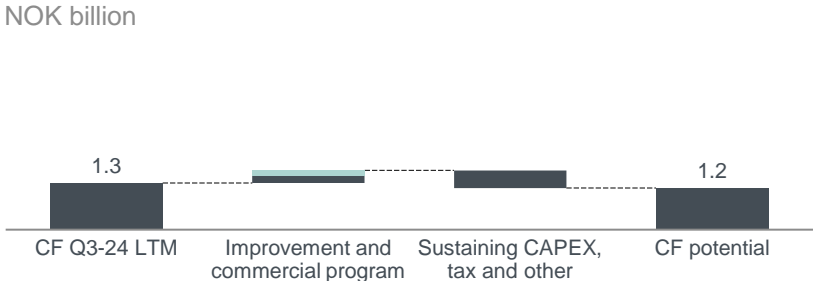 NOK billion
1.3
1.2
CF Q3-24 LTM
Improvement and
commercial program
Sustaining CAPEX,
tax and other
CF potential